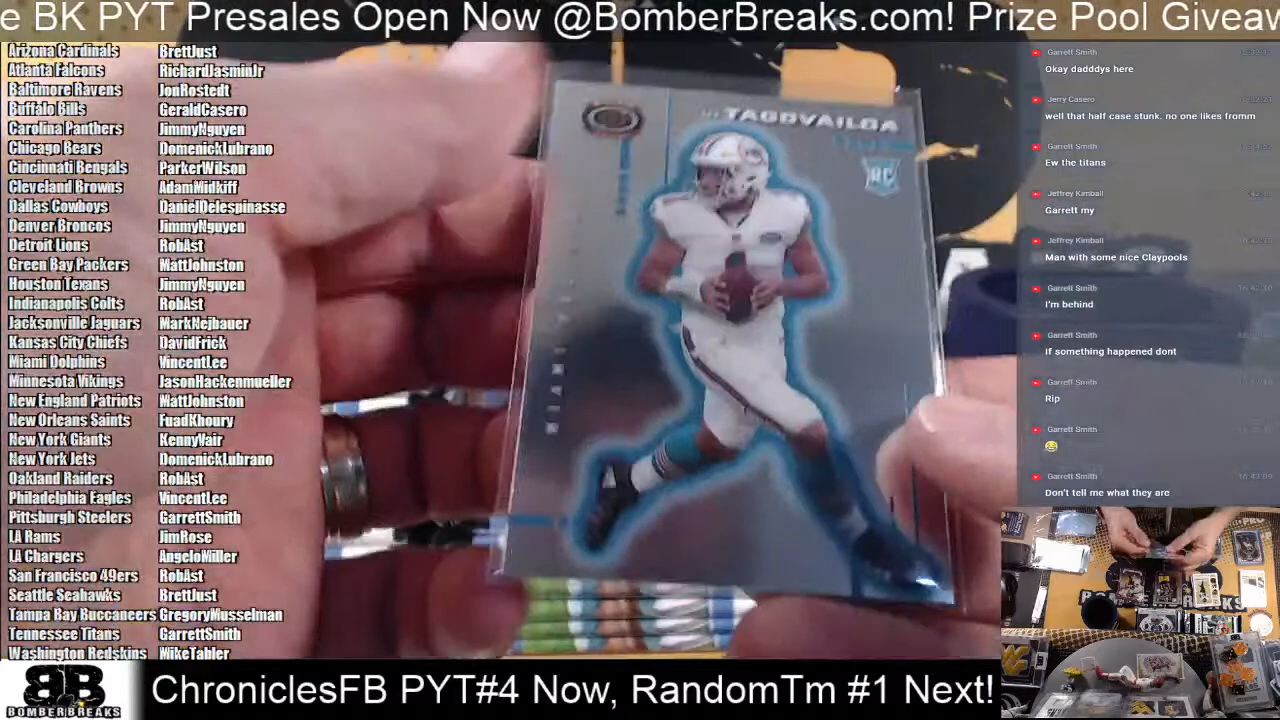 e BK PYT Presales Open Now @BomberBreaks.com! Prize Pool Giveaw
Arizona Cardinals BrettJust
Atlanta Falcons RichardJasminJr
Baltimore Ravens JonRostedt
Buffalo Bills GeraldCasero
Carolina Panthers JimmyNguyen
Chicago Bears DomenickLubrano
Cincinnati Bengals ParkerWilson
Cleveland Browns AdamMidkiff
Dallas Cowboys DanielDelespinasse
Denver Broncos JimmyNguyen
Detroit Lions RobAst
Green Bay Packers MattJohnston
Houston Texans JimmyNguyen
Indianapolis Colts RobAst
Jacksonville Jaguars MarkNejbauer
Kansas City Chiefs DavidFrick
Miami Dolphins VincentLee
Minnesota Vikings JasonHackenmueller
New England Patriots MattJohnston
New Orleans Saints FuadKhoury
New York Giants KennyVair
New York Jets DomenickLubrano
Oakland Raiders RobAst
Philadelphia Eagles VincentLee
Pittsburgh Steelers GarrettSmith
LA Rams JimRose
LA Chargers AngeloMiller
San Francisco 49ers RobAst
Seattle Seahawks BrettJust
Tampa Bay Buccaneers GregoryMusselman
Tennessee Titans GarrettSmith
Washington Redskins MikeTabler
TAGOVAILOA
RC
MIAMI
Garrett Smith
Okay dadddys here
Jerry Casero
well that half case stunk. no one likes fromm
Garrett Smith
Ew the titans
Jeffrey Kimball
Garrett my
Jeffrey Kimball
Man with some nice Claypools
Garrett Smith
I'm behind
Garrett Smith
if something happened dont
Garrett Smith
Rip
Garrett Smith
😂
Garrett Smith
Don't tell me what they are
BB
BOMBERBREAKS
ChroniclesFB PYT#4 Now, RandomTm #1 Next!